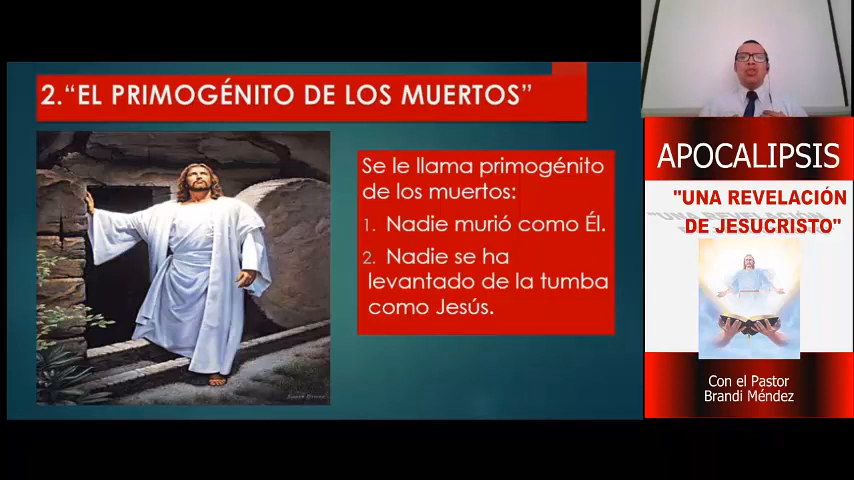 2.“EL PRIMOGÉNITO DE LOS MUERTOS”
Se le llama primogénito
de los muertos:
1. Nadie murió como Él.
2. Nadie se ha
levantado de la tumba
como Jesús.
APOCALIPSIS
"UNA REVELACIÓN
DE JESUCRISTO"
Con el Pastor
Brandi Méndez